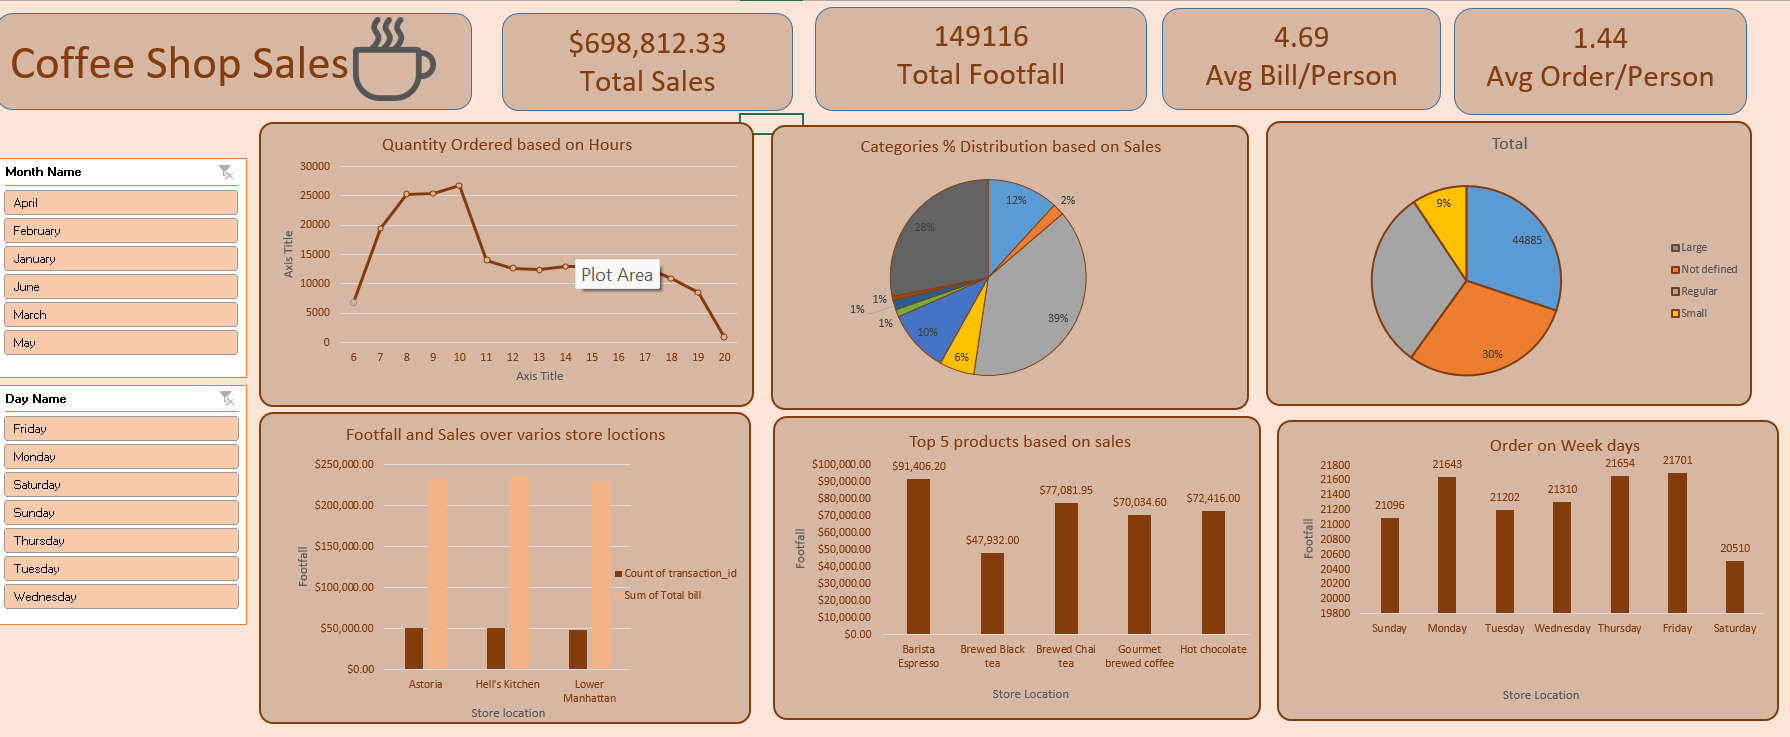 Coffee Shop Sales
$698,812.33
Total Sales
149116
Total Footfall
4.69
Avg Bill/Person
1.44
Avg Order/Person
Month Name
April
February
January
June
March
May
Day Name
Friday
Monday
Saturday
Sunday
Thursday
Tuesday
Wednesday
Quantity Ordered based on Hours
30000
25000
20000
15000
10000
5000
0
Axis Title
Plot Area
6 7 8 9 10 11 12 13 14 15 16 17 18 19 20
Axis Title
Categories % Distribution based on Sales
12%
2%
39%
6%
10%
1%
1%
1%
28%
Total
44885
30%
9%
Large
Not defined
Regular
Small
Footfall and Sales over varios store loctions
$250,000.00
$200,000.00
$150,000.00
$100,000.00
$50,000.00
$0.00
Footfall
Count of transaction_id
Sum of Total bill
Astoria
Hell's Kitchen
Lower
Manhattan
Store location
Top 5 products based on sales
$100,000.00
$90,000.00
$80,000.00
$70,000.00
$60,000.00
$50,000.00
$40,000.00
$30,000.00
$20,000.00
$10,000.00
$0.00
Footfall
$91,406.20
$47,932.00
$77,081.95
$70,034.60
$72,416.00
Barista
Espresso
Brewed Black
tea
Brewed Chai
tea
Gourmet
brewed coffee
Hot chocolate
Store Location
Order on Week days
21800
21600
21400
21200
21000
20800
20600
20400
20200
20000
19800
Footfall
21096
21643
21202
21310
21654
21701
20510
Sunday
Monday
Tuesday
Wednesday
Thursday
Friday
Saturday
Store Location